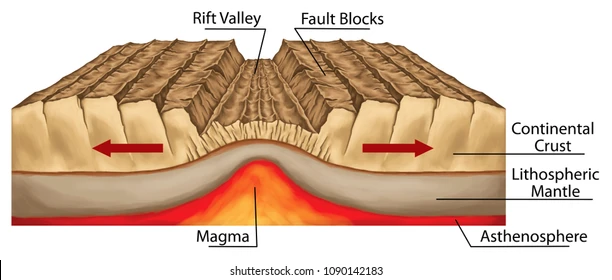 Rift Valley
Fault Blocks
Continental
Crust
Lithospheric
Mantle
Magma
Asthenosphere
shutterstock.com · 1090142183